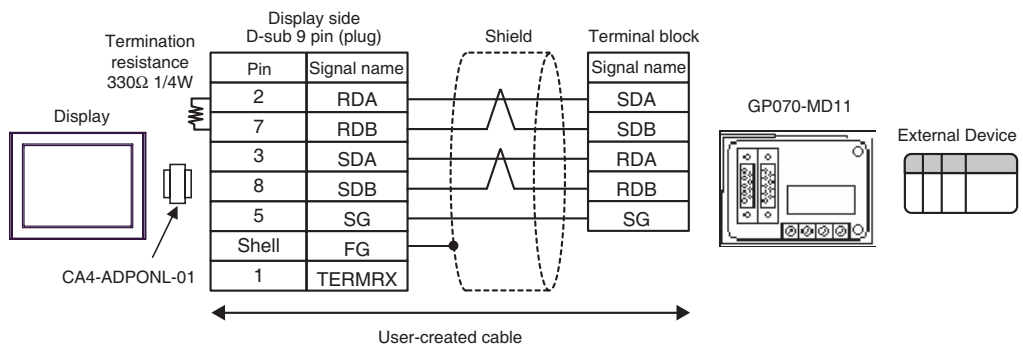 Display side
D-sub 9 pin (plug)
Shield
Terminal block
Termination
resistance
330Ω 1/4W
Pin Signal name
Signal name
2 RDA SDA
7 RDB SDB
3 SDA RDA
8 SDB RDB
5 SG SG
Shell FG
1 TERMRX
Display
CA4-ADPONL-01
GP070-MD11
External Device
User-created cable